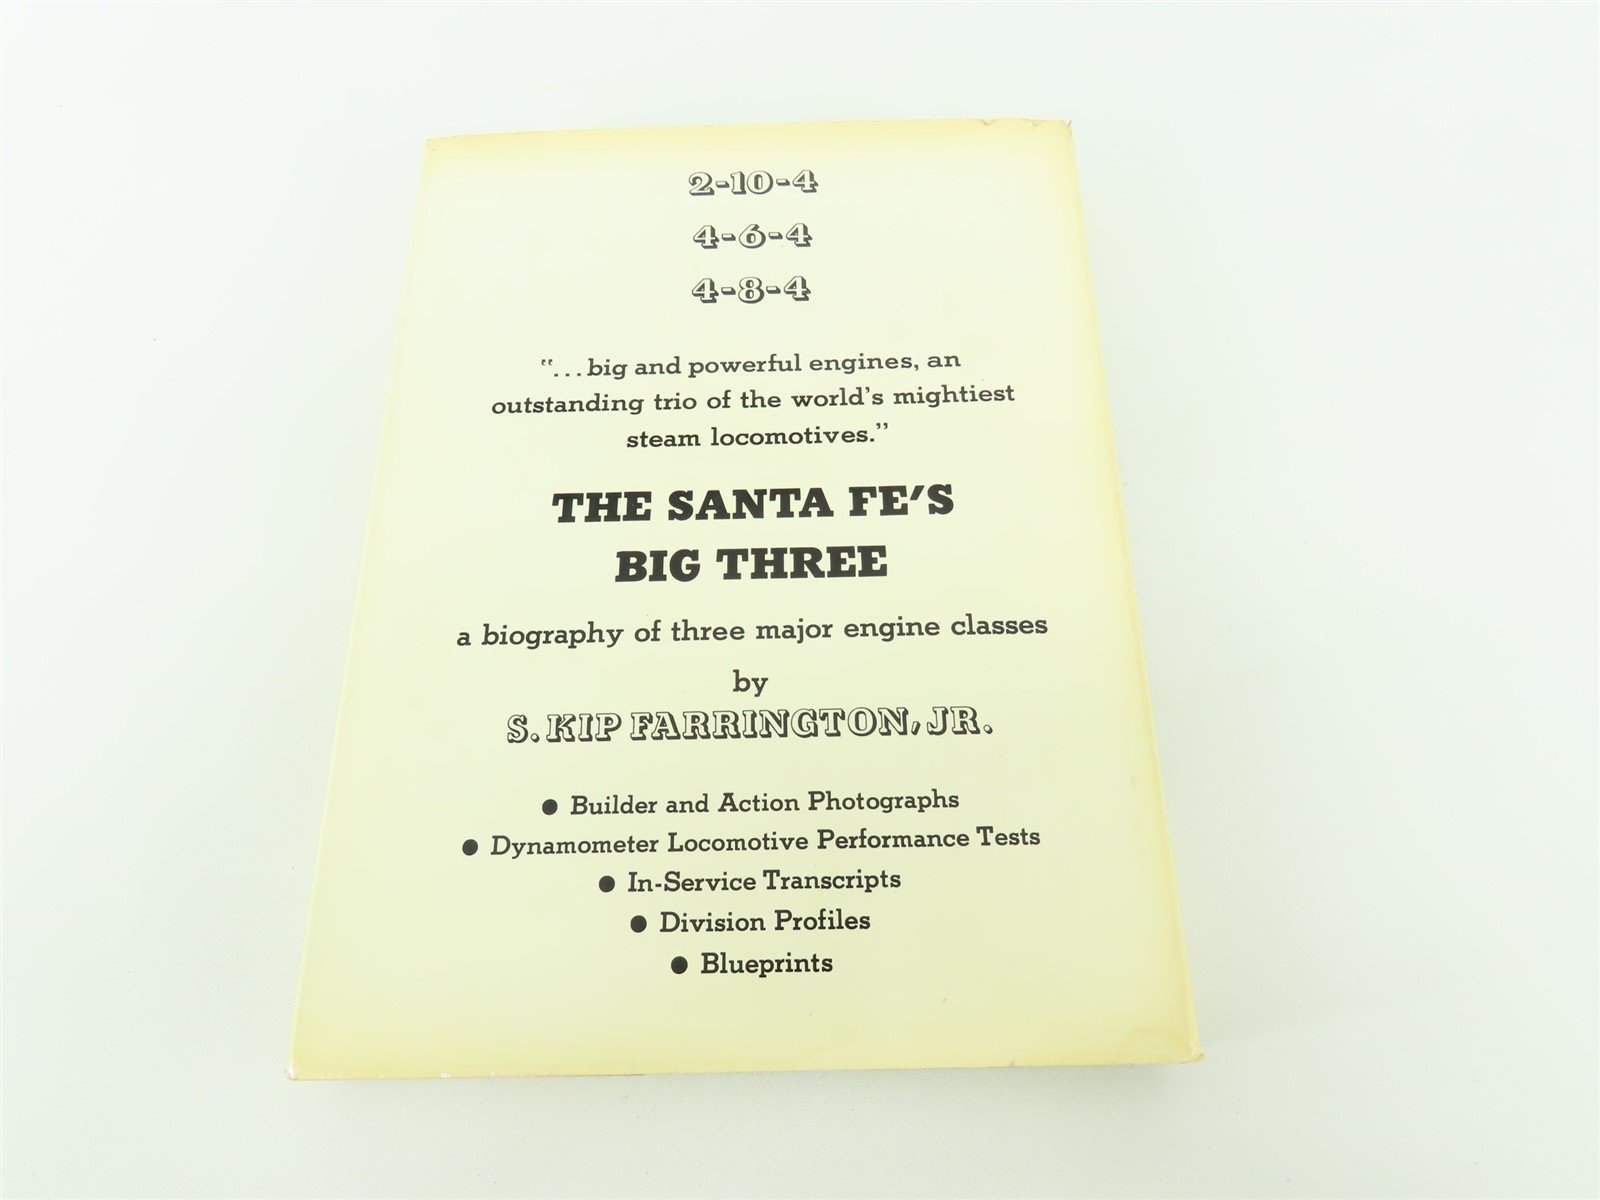 2-10-4
4-6-4
4-8-4
"...big and powerful engines, an
outstanding trio of the world's mightiest
steam locomotives."
THE SANTA FE'S
BIG THREE
a biography of three major engine classes
by
S. KIP FARRINGTON, JR.
● Builder and Action Photographs
● Dynamometer Locomotive Performance Tests
● In-Service Transcripts
● Division Profiles
● Blueprints